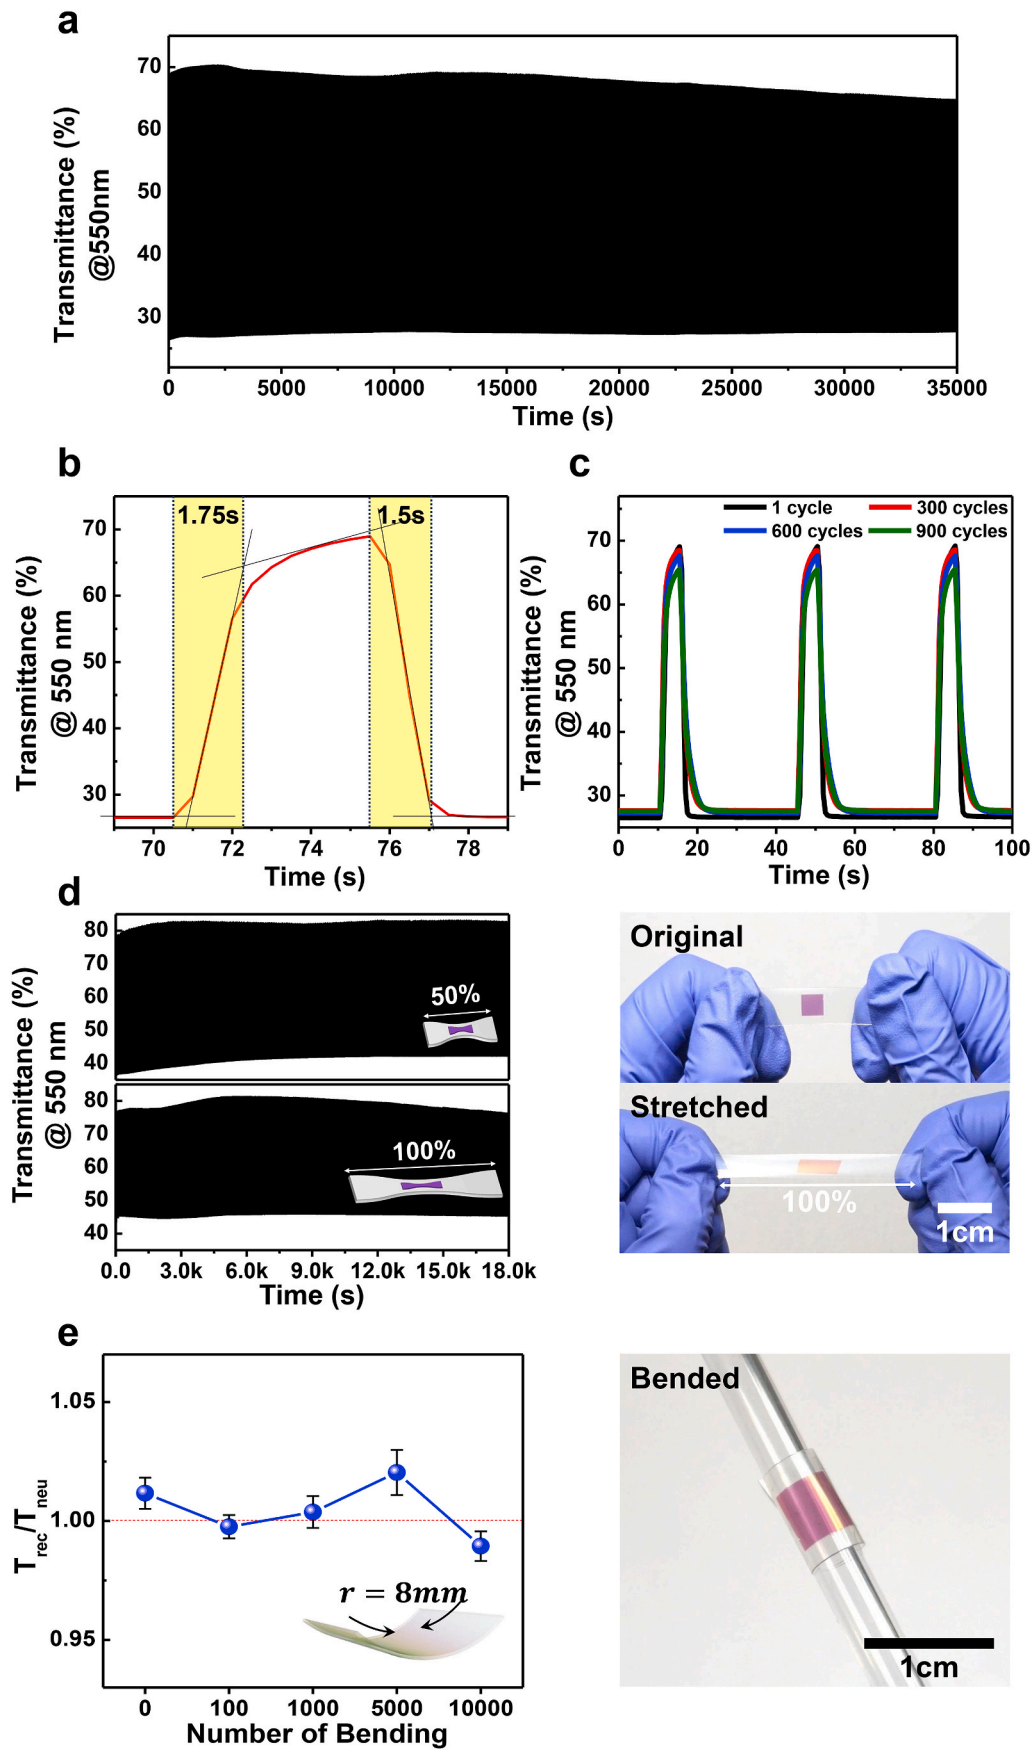 a
Transmittance (%)
@550nm
70
60
50
40
30
0 5000 10000 15000 20000 25000 30000 35000
Time (s)
b
Transmittance (%)
@ 550 nm
1.75s 1.5s
70
60
50
40
30
70 72 74 76 78
Time (s)
c
Transmittance (%)
@ 550 nm
1 cycle 300 cycles
600 cycles 900 cycles
70
60
50
40
30
0 20 40 60 80 100
Time (s)
d
Transmittance (%)
@ 550 nm
80
70
60
50
40
50%
80
70
60
50
40
100%
0.0 3.0k 6.0k 9.0k 12.0k 15.0k 18.0k
Time (s)
Original
Stretched
100%
1cm
e
Trec/Tneu
1.05
1.00
0.95
r = 8mm
0 100 1000 5000 10000
Number of Bending
Bended
1cm